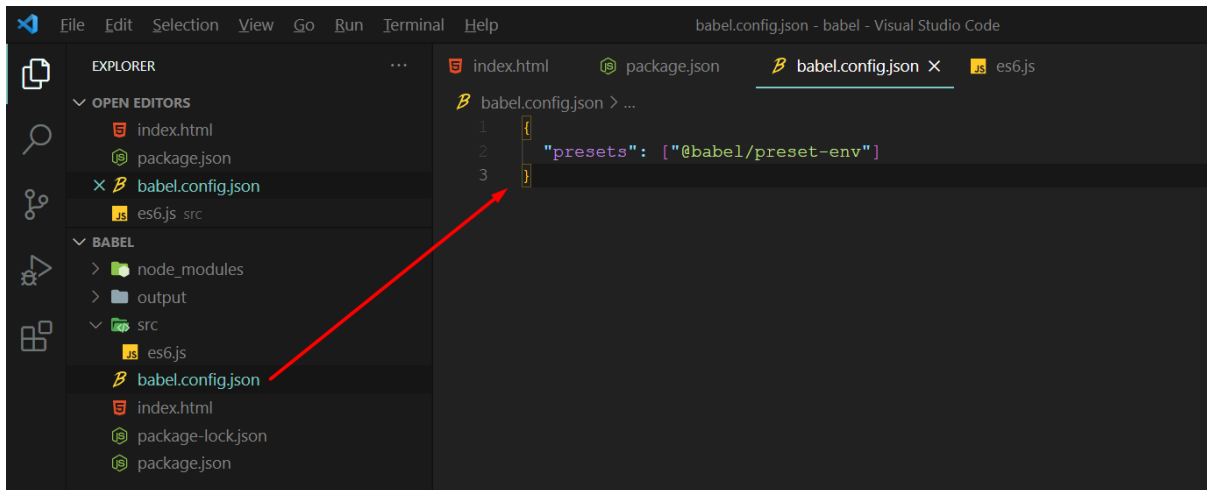 File Edit Selection View Go Run Terminal Help babel.config.json - babel - Visual Studio Code
EXPLORER ...
OPEN EDITORS
index.html
package.json
babel.config.json
es6.js src
BABEL
node_modules
output
src
es6.js
babel.config.json
index.html
package-lock.json
package.json
index.html package.json babel.config.json es6.js
babel.config.json > ...
1 {
2 "presets": ["@babel/preset-env"]
3 }